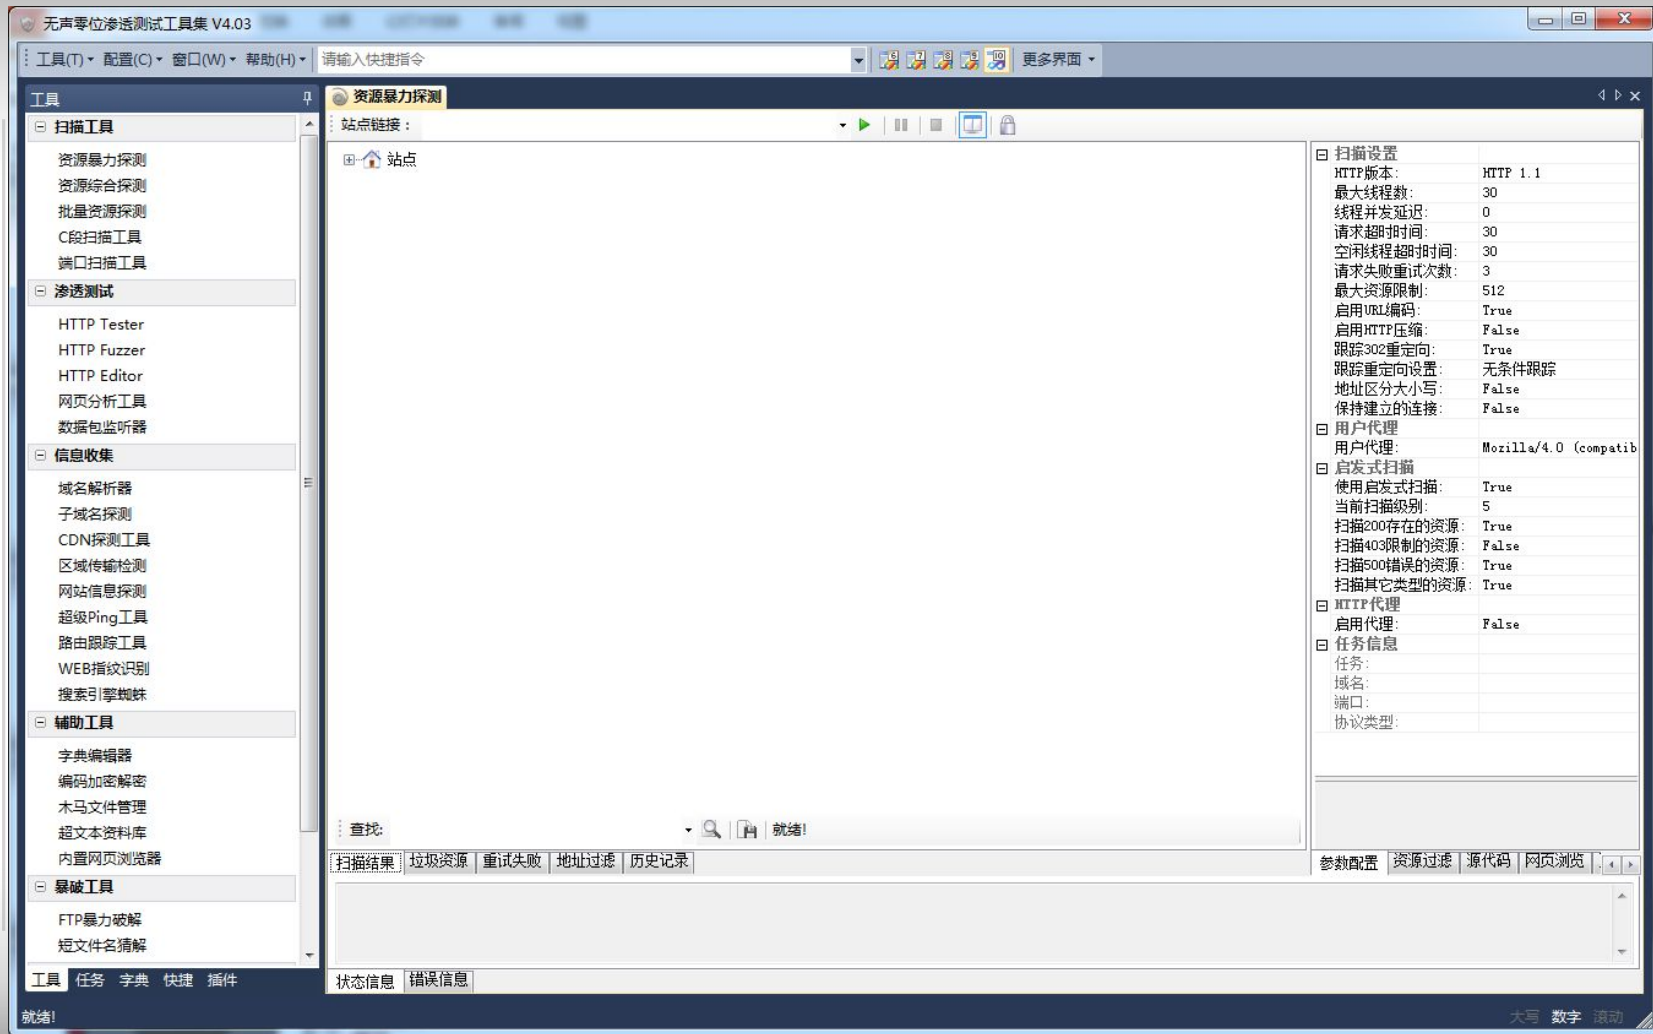 无声零位渗透测试工具集 V4.03
工具(T) 配置(C) 窗口(W) 帮助(H) 请输入快捷指令 6 7 8 9 10 更多界面
工具
扫描工具
资源暴力探测
资源综合探测
批量资源探测
C段扫描工具
端口扫描工具
渗透测试
HTTP Tester
HTTP Fuzzer
HTTP Editor
网页分析工具
数据包监听器
信息收集
域名解析器
子域名探测
CDN探测工具
区域传输检测
网站信息探测
超级Ping工具
路由跟踪工具
WEB指纹识别
搜索引擎蜘蛛
辅助工具
字典编辑器
编码加密解密
木马文件管理
超文本资料库
内置网页浏览器
暴破工具
FTP暴力破解
短文件名猜解
工具 任务 字典 快捷 插件
资源暴力探测
站点链接：
站点
查找: 就绪!
扫描结果 垃圾资源 重试失败 地址过滤 历史记录
扫描设置
HTTP版本: HTTP 1.1
最大线程数: 30
线程并发延迟: 0
请求超时时间: 30
空闲线程超时时间: 30
请求失败重试次数: 3
最大资源限制: 512
启用URL编码: True
启用HTTP压缩: False
跟踪302重定向: True
跟踪重定向设置: 无条件跟踪
地址区分大小写: False
保持建立的连接: False
用户代理
用户代理: Mozilla/4.0 (compatib
启发式扫描
使用启发式扫描: True
当前扫描级别: 5
扫描200存在的资源: True
扫描403限制的资源: False
扫描500错误的资源: True
扫描其它类型的资源: True
HTTP代理
启用代理: False
任务信息
任务:
域名:
端口:
协议类型:
参数配置 资源过滤 源代码 网页浏览
状态信息 错误信息
就绪!
大写 数字 滚动